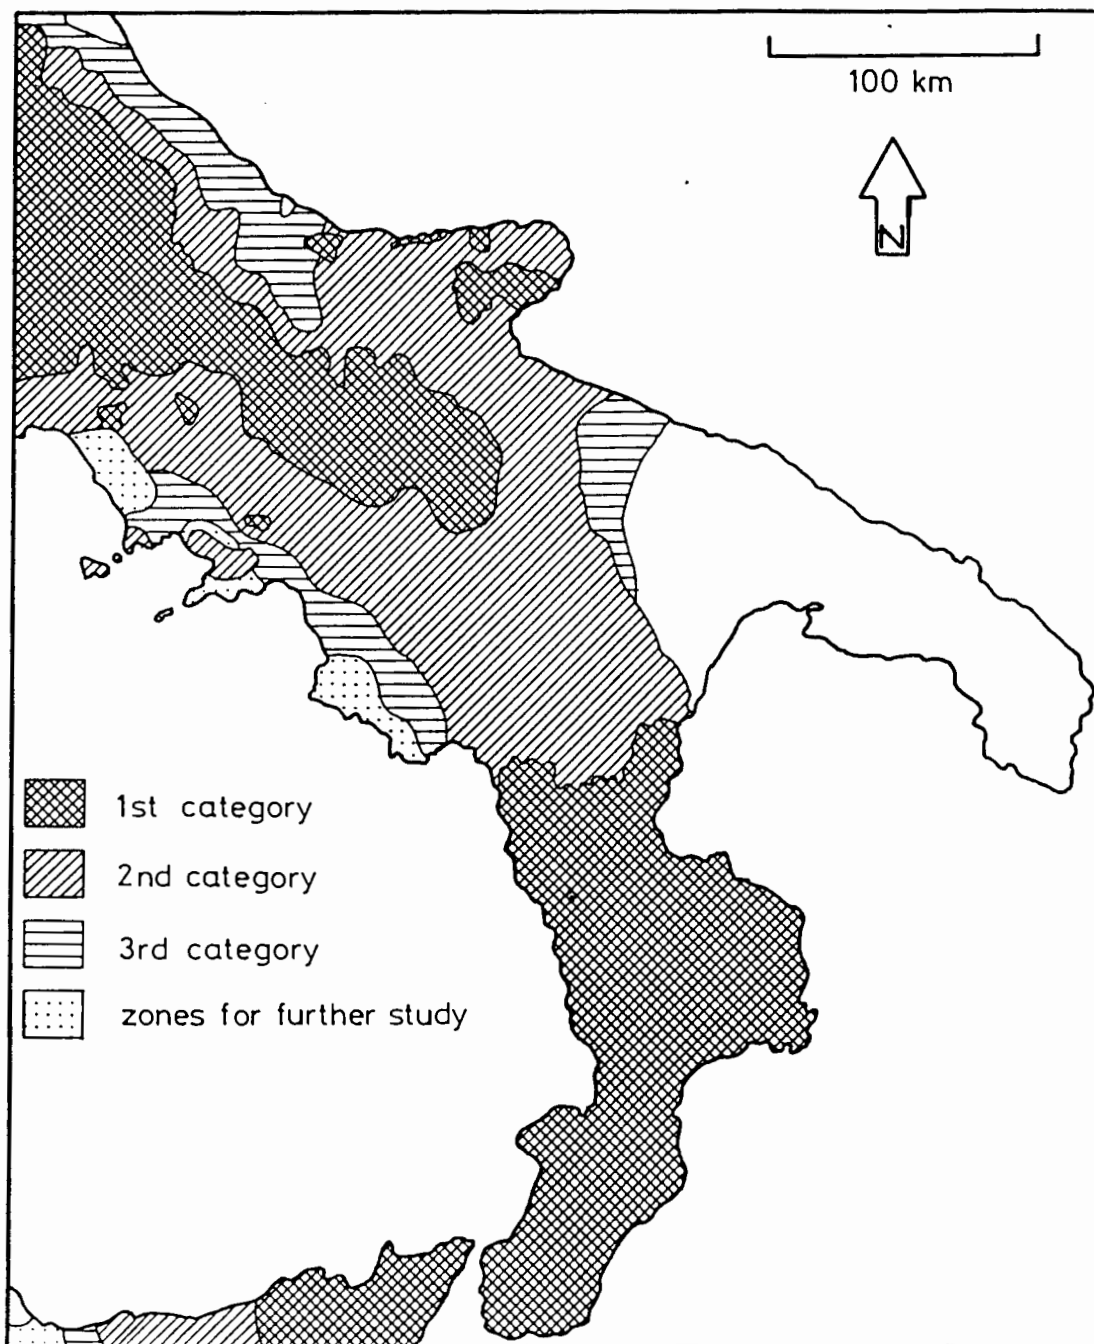 100 km
N
1st category
2nd category
3rd category
zones for further study